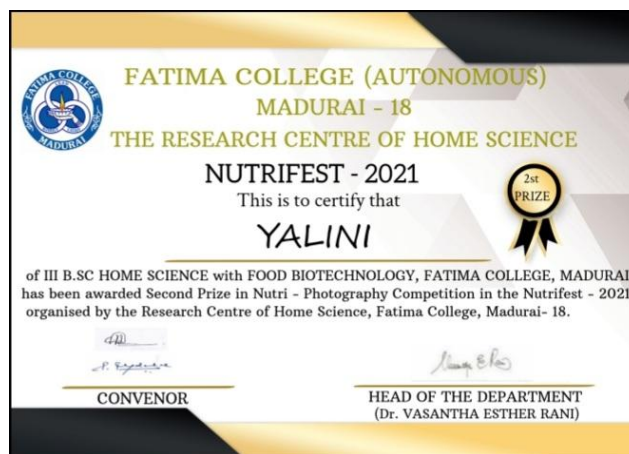 FATIMA COLLEGE
MADURAI
FATIMA COLLEGE (AUTONOMOUS)
MADURAI - 18
THE RESEARCH CENTRE OF HOME SCIENCE
NUTRIFEST - 2021
This is to certify that
2st
PRIZE
YALINI
of III B.SC HOME SCIENCE with FOOD BIOTECHNOLOGY, FATIMA COLLEGE, MADURAI
has been awarded Second Prize in Nutri - Photography Competition in the Nutrifest - 2021
organised by the Research Centre of Home Science, Fatima College, Madurai- 18.
CONVENOR
HEAD OF THE DEPARTMENT
(Dr. VASANTHA ESTHER RANI)